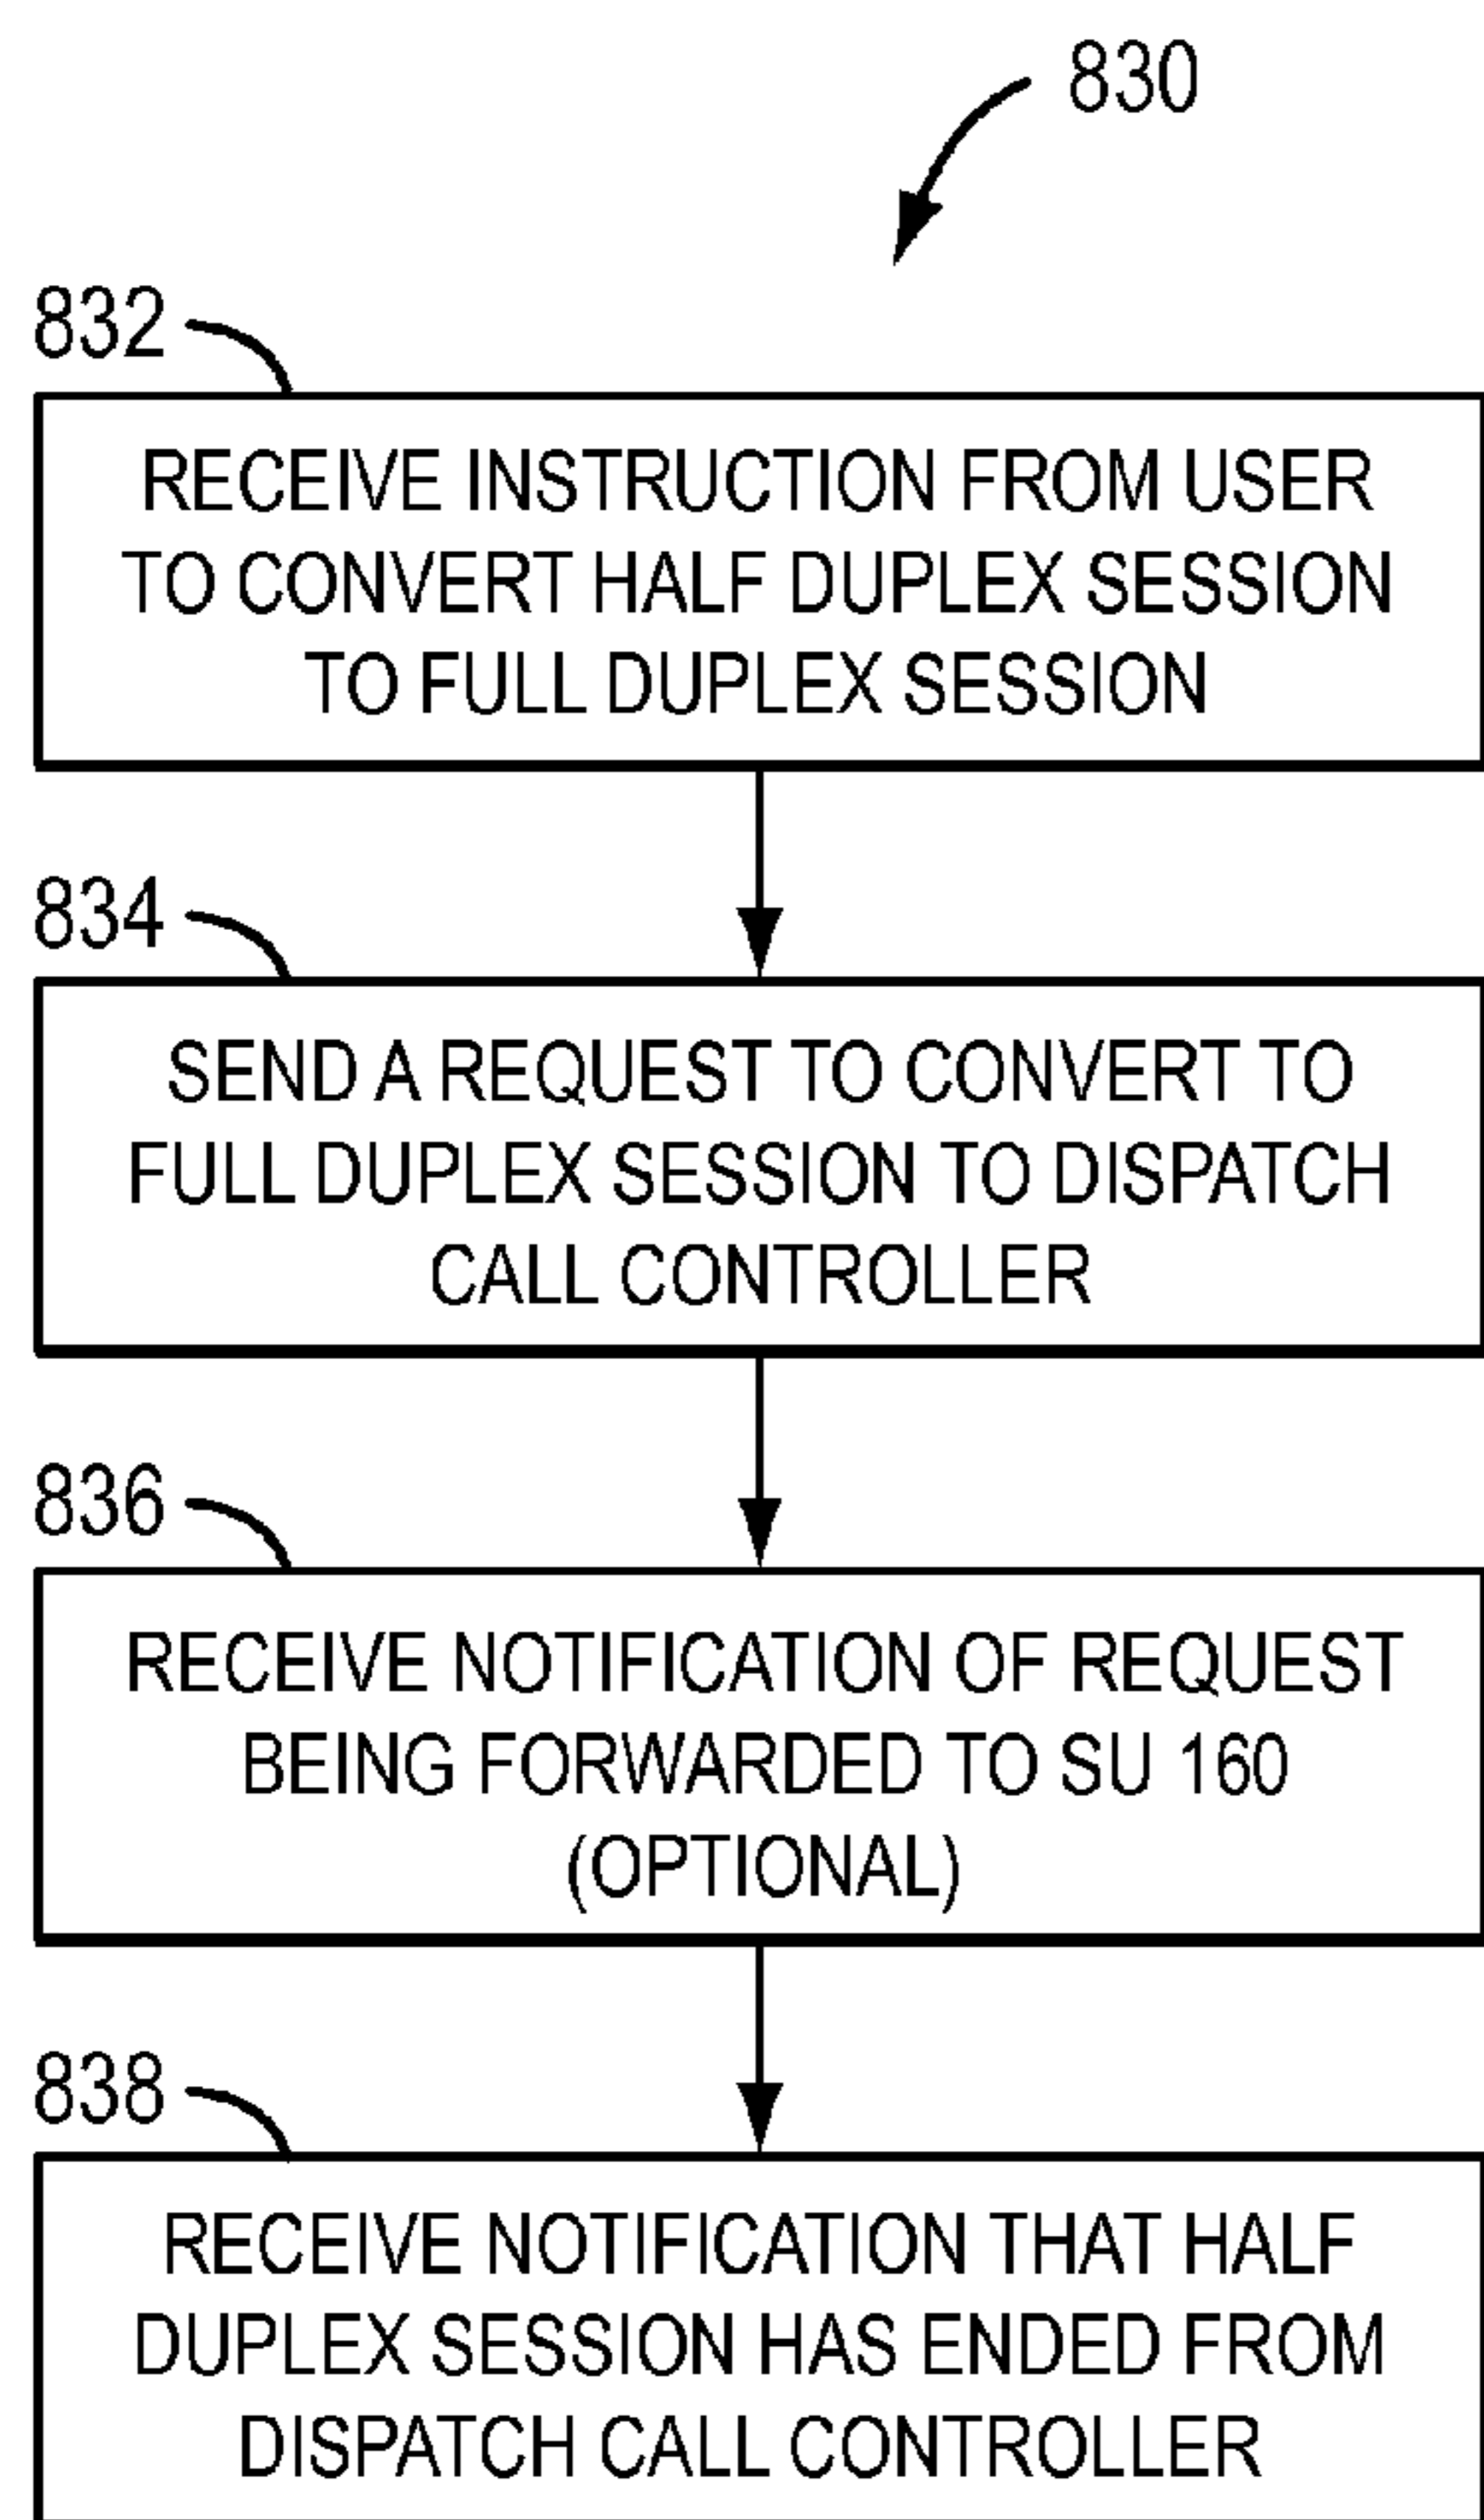 830
832
RECEIVE INSTRUCTION FROM USER
TO CONVERT HALF DUPLEX SESSION
TO FULL DUPLEX SESSION
834
SEND A REQUEST TO CONVERT TO
FULL DUPLEX SESSION TO DISPATCH
CALL CONTROLLER
836
RECEIVE NOTIFICATION OF REQUEST
BEING FORWARDED TO SU 160
(OPTIONAL)
838
RECEIVE NOTIFICATION THAT HALF
DUPLEX SESSION HAS ENDED FROM
DISPATCH CALL CONTROLLER